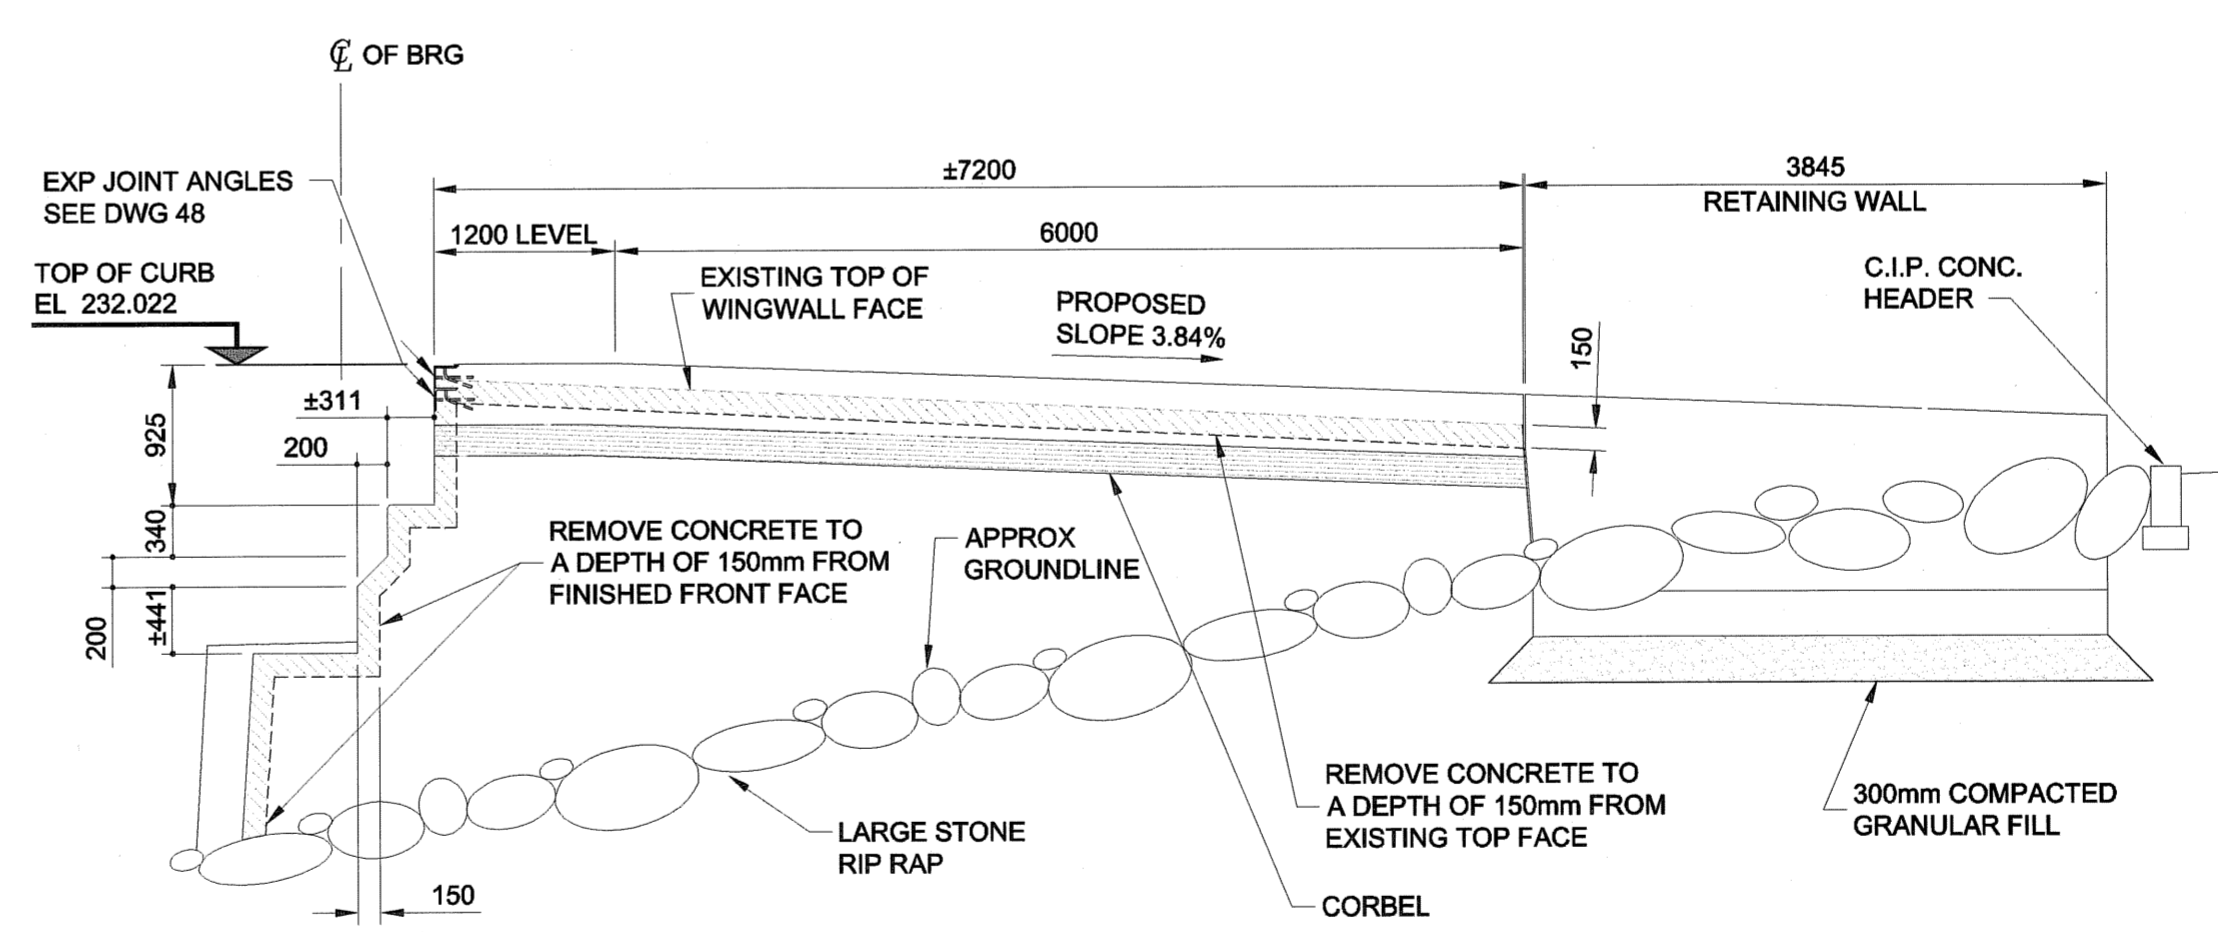 ℄ OF BRG
EXP JOINT ANGLES
SEE DWG 48
±7200
3845
RETAINING WALL
1200 LEVEL
6000
TOP OF CURB
EL 232.022
EXISTING TOP OF
WINGWALL FACE
PROPOSED
SLOPE 3.84%
C.I.P. CONC.
HEADER
150
±311
925
200
340
REMOVE CONCRETE TO
A DEPTH OF 150mm FROM
FINISHED FRONT FACE
APPROX
GROUNDLINE
±441
200
REMOVE CONCRETE TO
A DEPTH OF 150mm FROM
EXISTING TOP FACE
300mm COMPACTED
GRANULAR FILL
LARGE STONE
RIP RAP
150
CORBEL